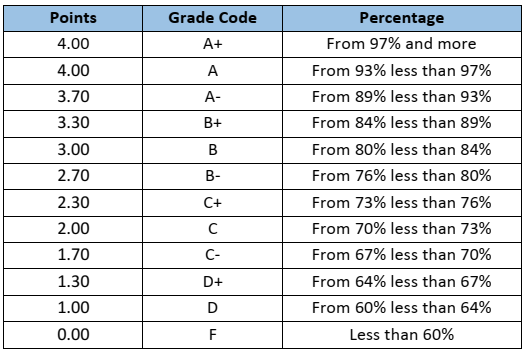 Points Grade Code Percentage
4.00 A+ From 97% and more
4.00 A From 93% less than 97%
3.70 A- From 89% less than 93%
3.30 B+ From 84% less than 89%
3.00 B From 80% less than 84%
2.70 B- From 76% less than 80%
2.30 C+ From 73% less than 76%
2.00 C From 70% less than 73%
1.70 C- From 67% less than 70%
1.30 D+ From 64% less than 67%
1.00 D From 60% less than 64%
0.00 F Less than 60%